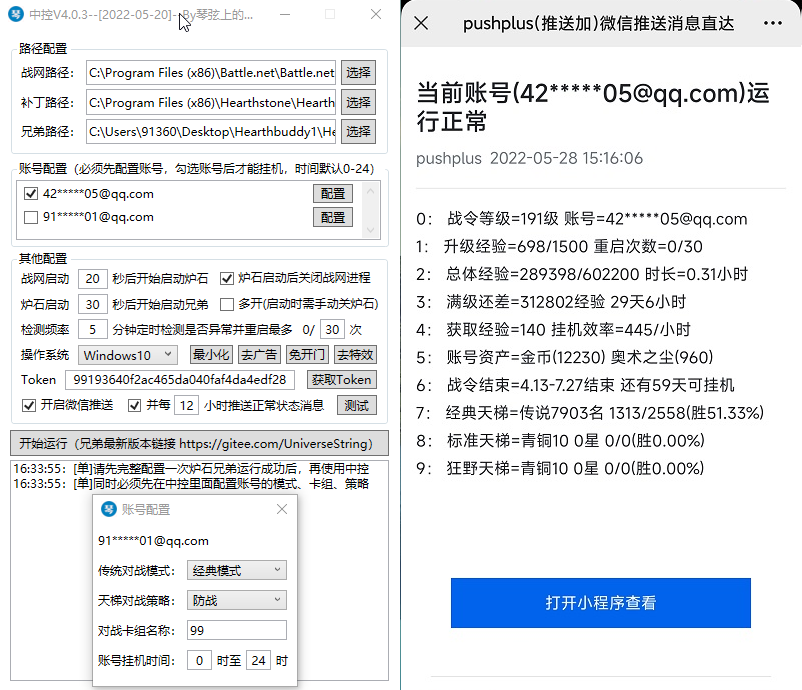 中控V4.0.3--[2022-05-20]--By琴弦上的...
路径配置
战网路径： C:\Program Files (x86)\Battle.net\Battle.net 选择
补丁路径： C:\Program Files (x86)\Hearthstone\Hearth 选择
兄弟路径： C:\Users\91360\Desktop\Hearthbuddy1\He 选择
账号配置（必须先配置账号，勾选账号后才能挂机，时间默认0-24）
42*****05@qq.com 配置
91*****01@qq.com 配置
其他配置
战网启动 20 秒后开始启动炉石 炉石启动后关闭战网进程
炉石启动 30 秒后开始启动兄弟 多开(启动时需手动关炉石)
检测频率 5 分钟定时检测是否异常并重启最多 0/ 30 次
操作系统 Windows10 最小化 去广告 免开门 去特效
Token 99193640f2ac465da040faf4da4edf28 获取Token
开启微信推送 并每 12 小时推送正常状态消息 测试
开始运行（兄弟最新版本链接 https://gitee.com/UniverseString）
16:33:55：[单]请先完整配置一次炉石兄弟运行成功后，再使用中控
16:33:55：[单]同时必须先在中控里面配置账号的模式、卡组、策略
琴 账号配置
91*****01@qq.com
传统对战模式： 经典模式
天梯对战策略： 防战
对战卡组名称： 99
账号挂机时间： 0 时至 24 时
pushplus(推送加)微信推送消息直达
当前账号(42*****05@qq.com)运
行正常
pushplus 2022-05-28 15:16:06
0： 战令等级=191级 账号=42*****05@qq.com
1： 升级经验=698/1500 重启次数=0/30
2： 总体经验=289398/602200 时长=0.31小时
3： 满级还差=312802经验 29天6小时
4： 获取经验=140 挂机效率=445/小时
5： 账号资产=金币(12230) 奥术之尘(960)
6： 战令结束=4.13-7.27结束 还有59天可挂机
7： 经典天梯=传说7903名 1313/2558(胜51.33%)
8： 标准天梯=青铜10 0星 0/0(胜0.00%)
9： 狂野天梯=青铜10 0星 0/0(胜0.00%)
打开小程序查看